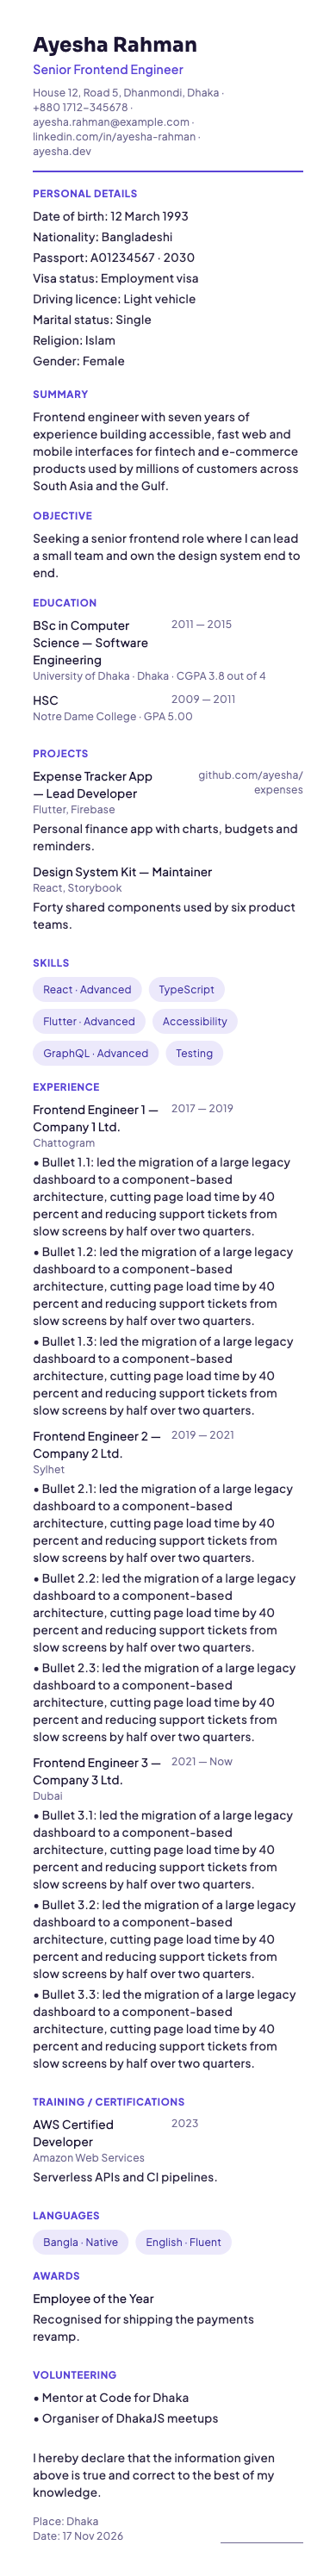 Ayesha Rahman
Senior Frontend Engineer
House 12, Road 5, Dhanmondi, Dhaka ·
+880 1712-345678 ·
ayesha.rahman@example.com ·
linkedin.com/in/ayesha-rahman ·
ayesha.dev
PERSONAL DETAILS
Date of birth: 12 March 1993
Nationality: Bangladeshi
Passport: A01234567 · 2030
Visa status: Employment visa
Driving licence: Light vehicle
Marital status: Single
Religion: Islam
Gender: Female
SUMMARY
Frontend engineer with seven years of
experience building accessible, fast web and
mobile interfaces for fintech and e-commerce
products used by millions of customers across
South Asia and the Gulf.
OBJECTIVE
Seeking a senior frontend role where I can lead
a small team and own the design system end to
end.
EDUCATION
BSc in Computer 2011 — 2015
Science — Software
Engineering
University of Dhaka · Dhaka · CGPA 3.8 out of 4
HSC 2009 — 2011
Notre Dame College · GPA 5.00
PROJECTS
Expense Tracker App github.com/ayesha/
— Lead Developer expenses
Flutter, Firebase
Personal finance app with charts, budgets and
reminders.
Design System Kit — Maintainer
React, Storybook
Forty shared components used by six product
teams.
SKILLS
React · Advanced TypeScript
Flutter · Advanced Accessibility
GraphQL · Advanced Testing
EXPERIENCE
Frontend Engineer 1 — 2017 — 2019
Company 1 Ltd.
Chattogram
• Bullet 1.1: led the migration of a large legacy
dashboard to a component-based
architecture, cutting page load time by 40
percent and reducing support tickets from
slow screens by half over two quarters.
• Bullet 1.2: led the migration of a large legacy
dashboard to a component-based
architecture, cutting page load time by 40
percent and reducing support tickets from
slow screens by half over two quarters.
• Bullet 1.3: led the migration of a large legacy
dashboard to a component-based
architecture, cutting page load time by 40
percent and reducing support tickets from
slow screens by half over two quarters.
Frontend Engineer 2 — 2019 — 2021
Company 2 Ltd.
Sylhet
• Bullet 2.1: led the migration of a large legacy
dashboard to a component-based
architecture, cutting page load time by 40
percent and reducing support tickets from
slow screens by half over two quarters.
• Bullet 2.2: led the migration of a large legacy
dashboard to a component-based
architecture, cutting page load time by 40
percent and reducing support tickets from
slow screens by half over two quarters.
• Bullet 2.3: led the migration of a large legacy
dashboard to a component-based
architecture, cutting page load time by 40
percent and reducing support tickets from
slow screens by half over two quarters.
Frontend Engineer 3 — 2021 — Now
Company 3 Ltd.
Dubai
• Bullet 3.1: led the migration of a large legacy
dashboard to a component-based
architecture, cutting page load time by 40
percent and reducing support tickets from
slow screens by half over two quarters.
• Bullet 3.2: led the migration of a large legacy
dashboard to a component-based
architecture, cutting page load time by 40
percent and reducing support tickets from
slow screens by half over two quarters.
• Bullet 3.3: led the migration of a large legacy
dashboard to a component-based
architecture, cutting page load time by 40
percent and reducing support tickets from
slow screens by half over two quarters.
TRAINING / CERTIFICATIONS
AWS Certified 2023
Developer
Amazon Web Services
Serverless APIs and CI pipelines.
LANGUAGES
Bangla · Native English · Fluent
AWARDS
Employee of the Year
Recognised for shipping the payments
revamp.
VOLUNTEERING
• Mentor at Code for Dhaka
• Organiser of DhakaJS meetups
I hereby declare that the information given
above is true and correct to the best of my
knowledge.
Place: Dhaka
Date: 17 Nov 2026